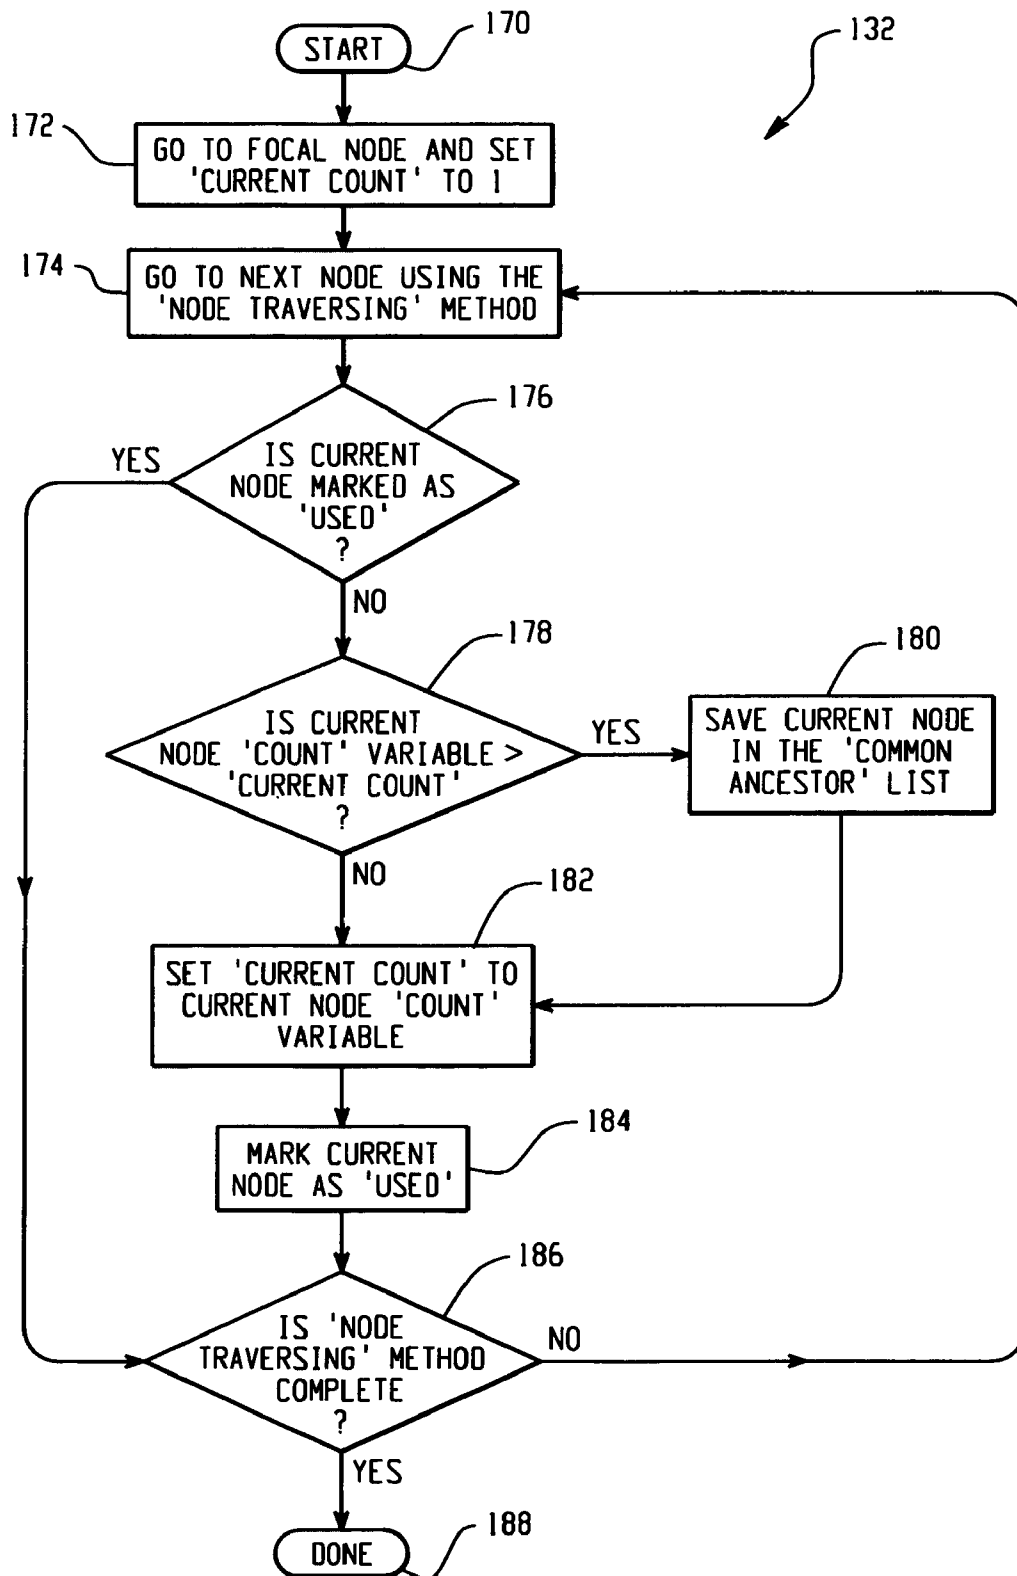 START
170
132
172
GO TO FOCAL NODE AND SET
'CURRENT COUNT' TO 1
174
GO TO NEXT NODE USING THE
'NODE TRAVERSING' METHOD
176
YES
IS CURRENT
NODE MARKED AS
'USED'
?
NO
178
IS CURRENT
NODE 'COUNT' VARIABLE >
'CURRENT COUNT'
?
YES
180
SAVE CURRENT NODE
IN THE 'COMMON
ANCESTOR' LIST
NO
182
SET 'CURRENT COUNT' TO
CURRENT NODE 'COUNT'
VARIABLE
184
MARK CURRENT
NODE AS 'USED'
186
IS 'NODE
TRAVERSING' METHOD
COMPLETE
?
NO
YES
DONE
188